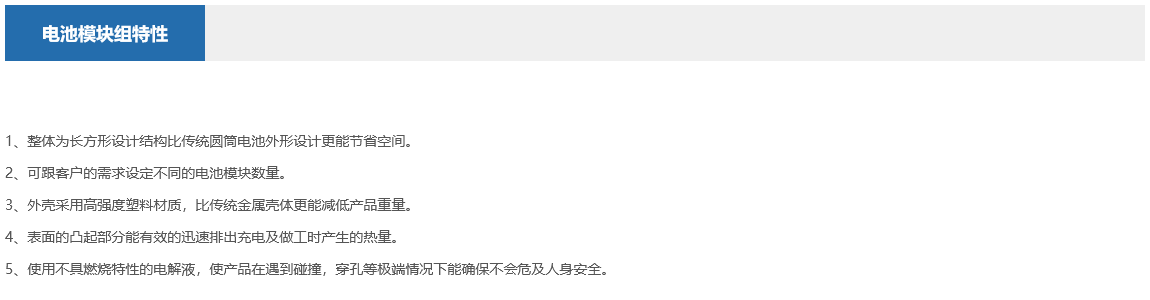 电池模块组特性
1、整体为长方形设计结构比传统圆筒电池外形设计更能节省空间。
2、可跟客户的需求设定不同的电池模块数量。
3、外壳采用高强度塑料材质，比传统金属壳体更能减低产品重量。
4、表面的凸起部分能有效的迅速排出充电及做工时产生的热量。
5、使用不具燃烧特性的电解液，使产品在遇到碰撞，穿孔等极端情况下能确保不会危及人身安全。